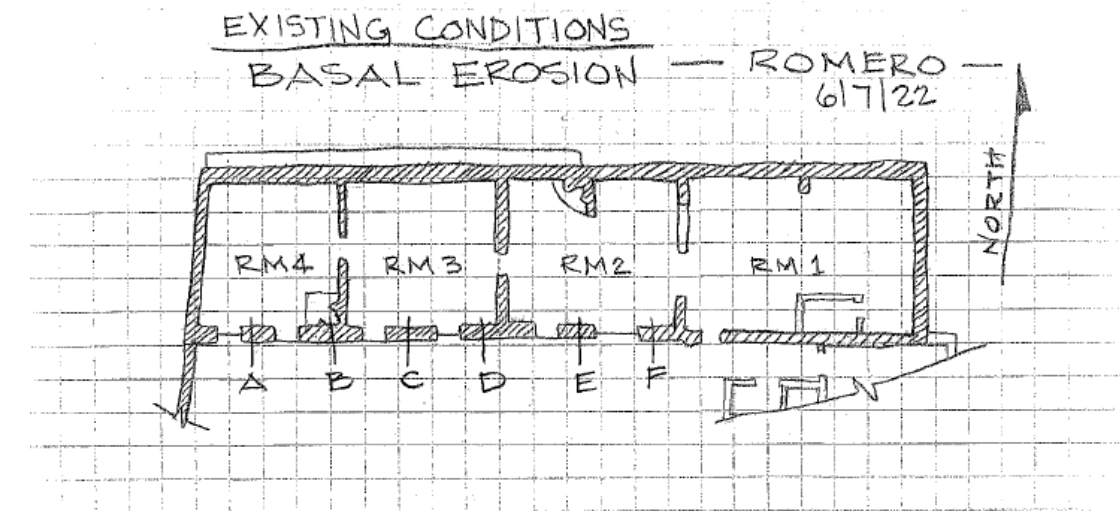 EXISTING CONDITIONS
BASAL EROSION — ROMERO —
6/7/22
NORTH
RM4 RM3 RM2 RM1
A B C D E F